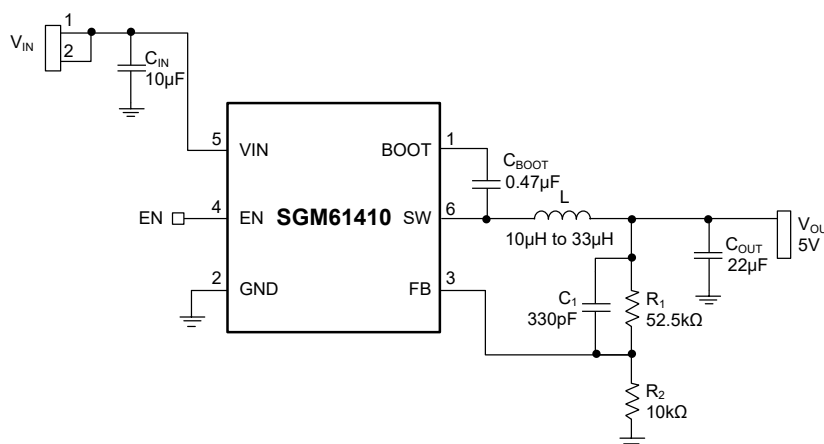 1
2
V_IN
C_IN
10µF
5
VIN
BOOT
1
C_BOOT
0.47µF
EN
4
EN
SGM61410
SW
6
L
10µH to 33µH
V_OU
5V
C_OUT
22µF
2
GND
FB
3
C_1
330pF
R_1
52.5kΩ
R_2
10kΩ